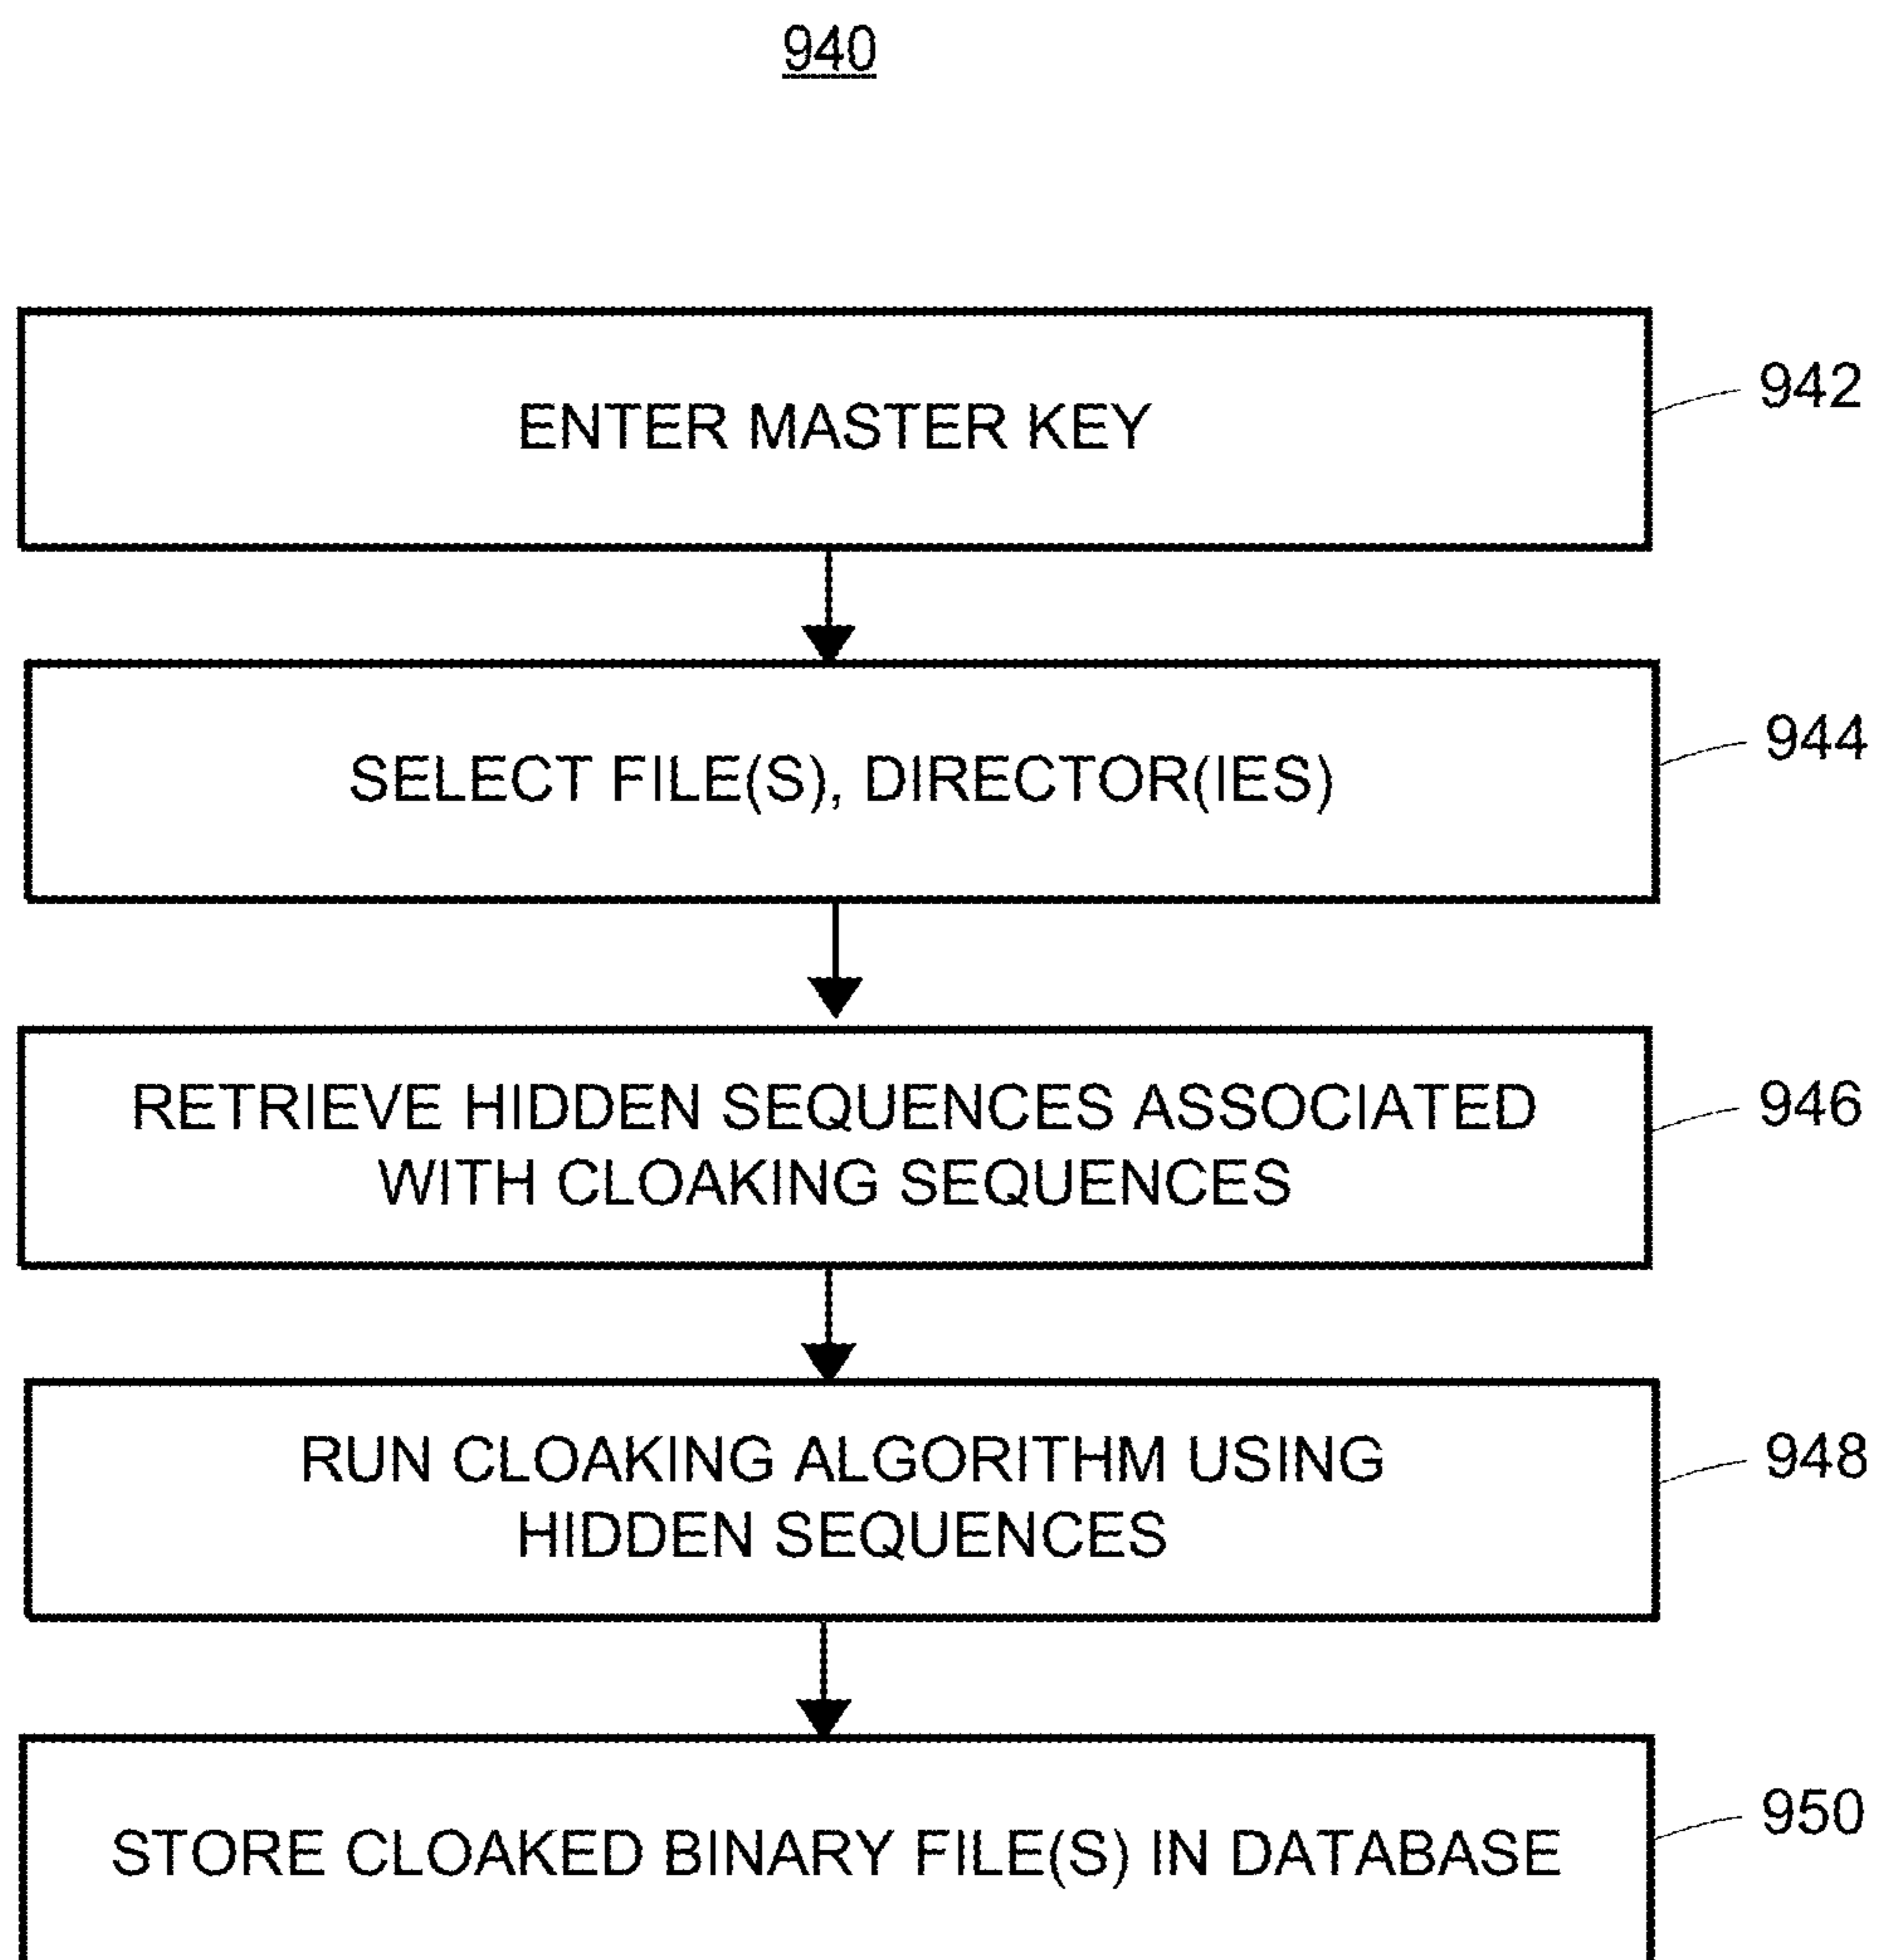 940
ENTER MASTER KEY
942
SELECT FILE(S), DIRECTOR(IES)
944
RETRIEVE HIDDEN SEQUENCES ASSOCIATED
WITH CLOAKING SEQUENCES
946
RUN CLOAKING ALGORITHM USING
HIDDEN SEQUENCES
948
STORE CLOAKED BINARY FILE(S) IN DATABASE
950